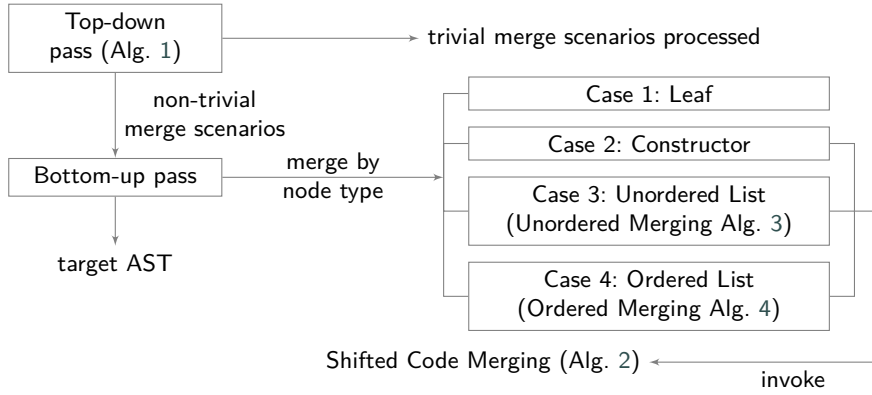 Top-down
pass (Alg. 1)
trivial merge scenarios processed
non-trivial
merge scenarios
Bottom-up pass
merge by
node type
target AST
Case 1: Leaf
Case 2: Constructor
Case 3: Unordered List
(Unordered Merging Alg. 3)
Case 4: Ordered List
(Ordered Merging Alg. 4)
Shifted Code Merging (Alg. 2)
invoke